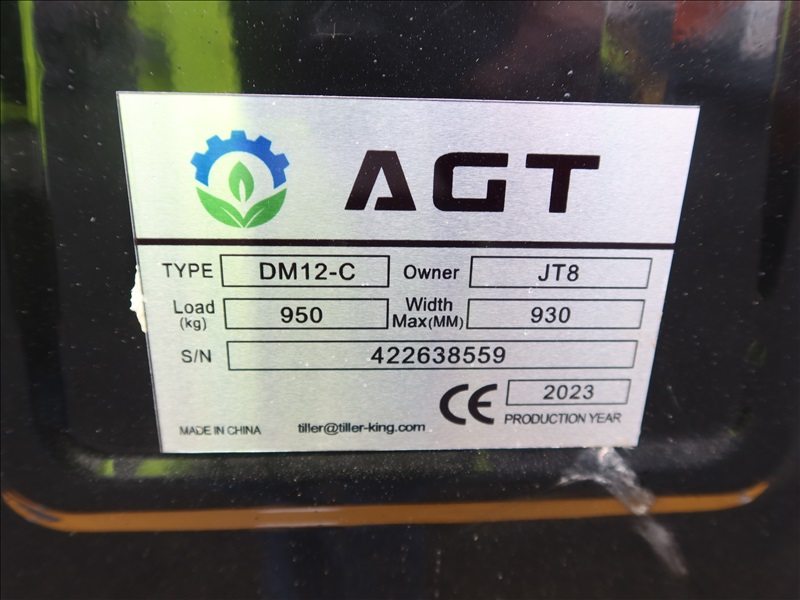 AGT
TYPE DM12-C Owner JT8
Load (kg) 950 Width Max(MM) 930
S/N 422638559
CE 2023
PRODUCTION YEAR
MADE IN CHINA tiller@tiller-king.com